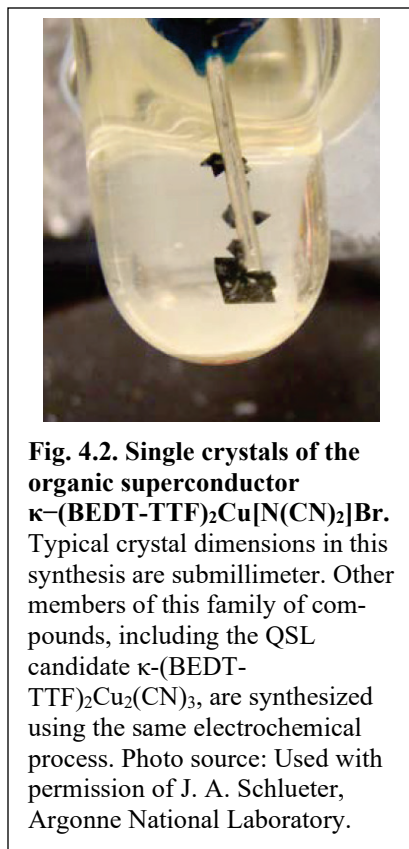 Fig. 4.2. Single crystals of the
organic superconductor
κ−(BEDT-TTF)₂Cu[N(CN)₂]Br.
Typical crystal dimensions in this
synthesis are submillimeter. Other
members of this family of com-
pounds, including the QSL
candidate κ-(BEDT-
TTF)₂Cu₂(CN)₃, are synthesized
using the same electrochemical
process. Photo source: Used with
permission of J. A. Schlueter,
Argonne National Laboratory.